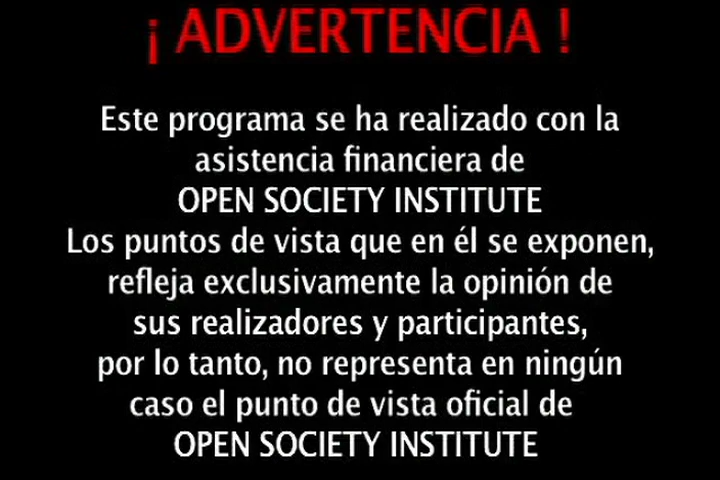 ¡ ADVERTENCIA !
Este programa se ha realizado con la
asistencia financiera de
OPEN SOCIETY INSTITUTE
Los puntos de vista que en él se exponen,
refleja exclusivamente la opinión de
sus realizadores y participantes,
por lo tanto, no representa en ningún
caso el punto de vista oficial de
OPEN SOCIETY INSTITUTE